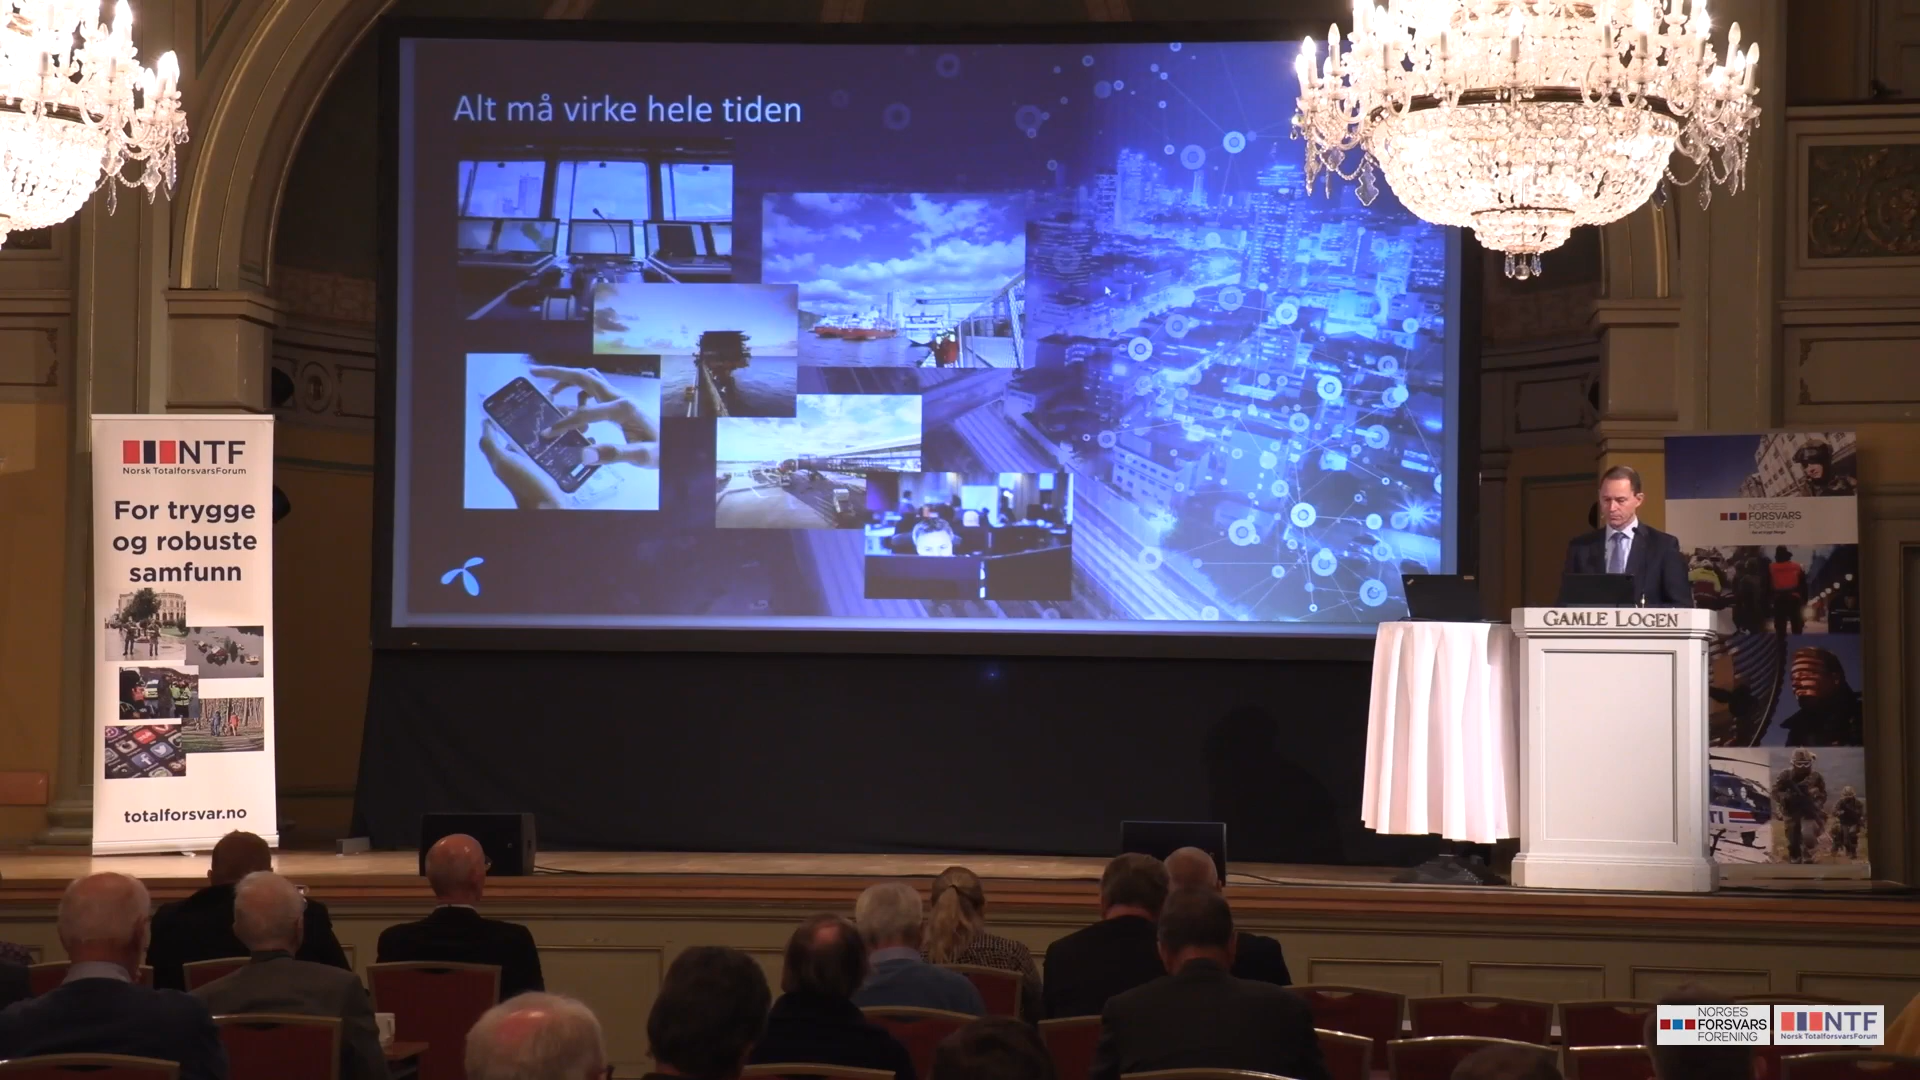 Alt må virke hele tiden
NTF
Norsk TotalforsvarsForum
For trygge
og robuste
samfunn
totalforsvar.no
NORGES
FORSVARS
FORENING
GAMLE LOGEN
NORGES
FORSVARS
FORENING
NTF
Norsk TotalforsvarsForum